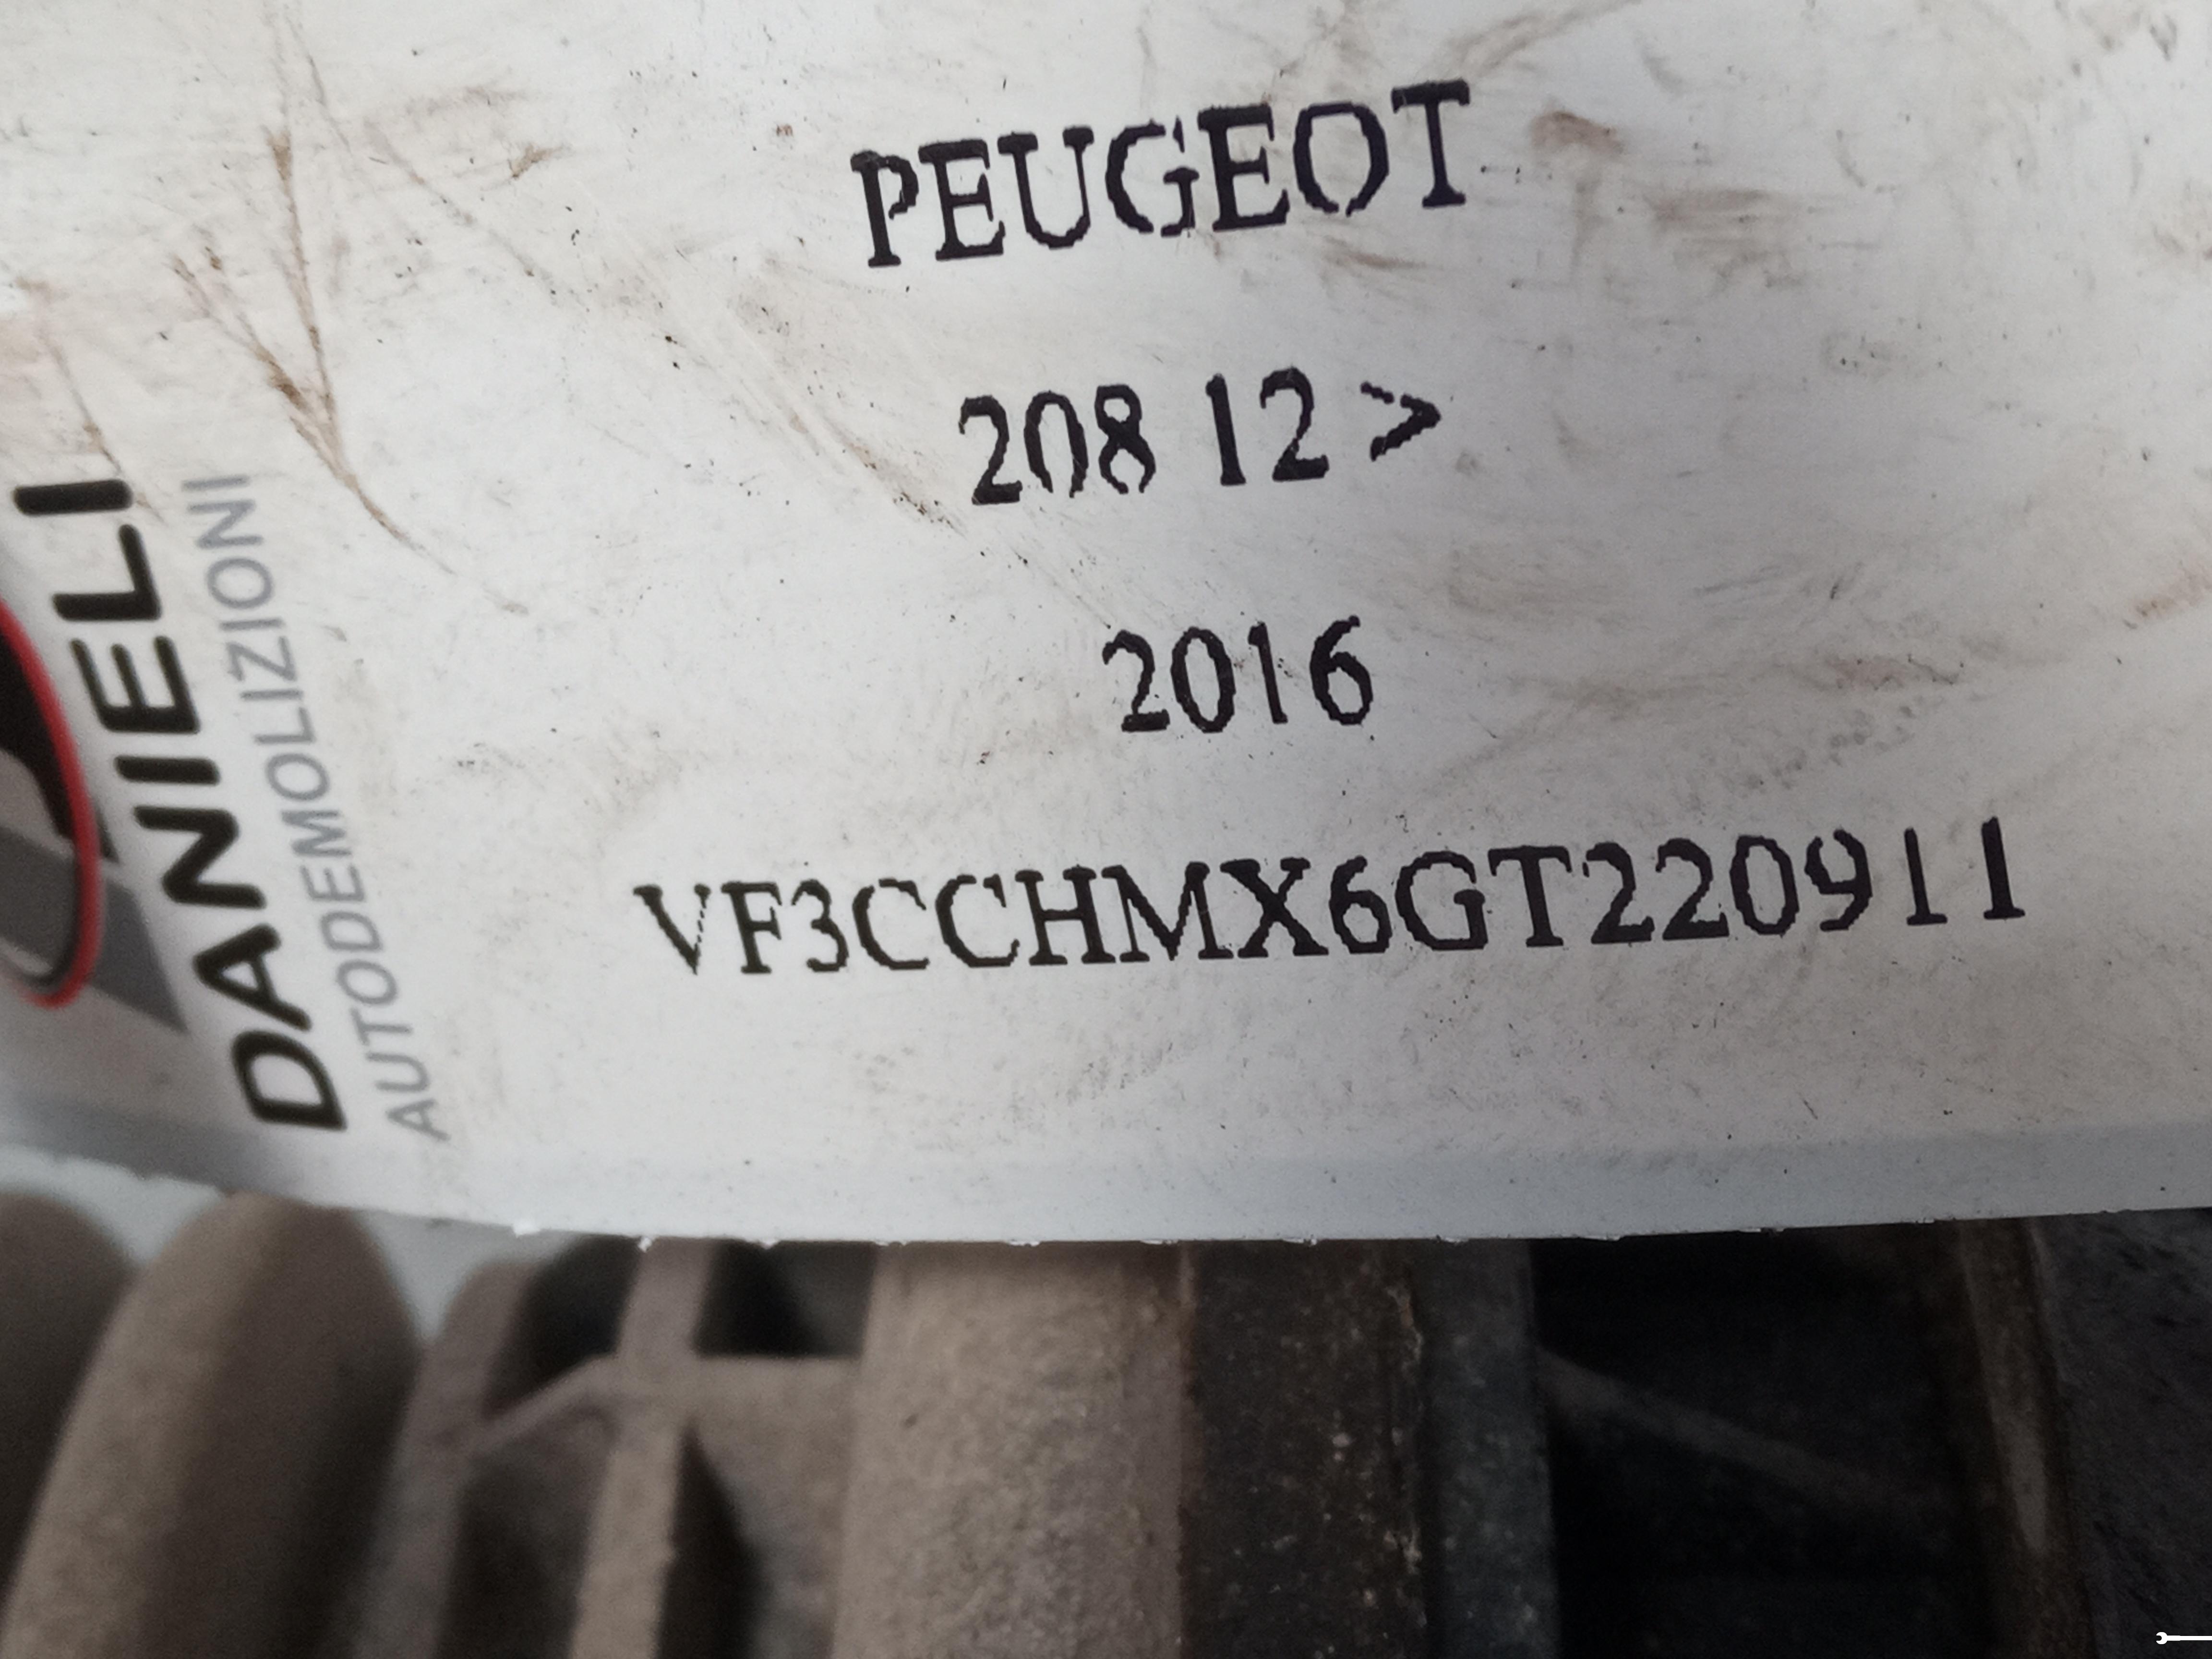 PEUGEOT
208 12 >
2016
VF3CCHMX6GT220911
DANIELI
AUTODEMOLIZIONI